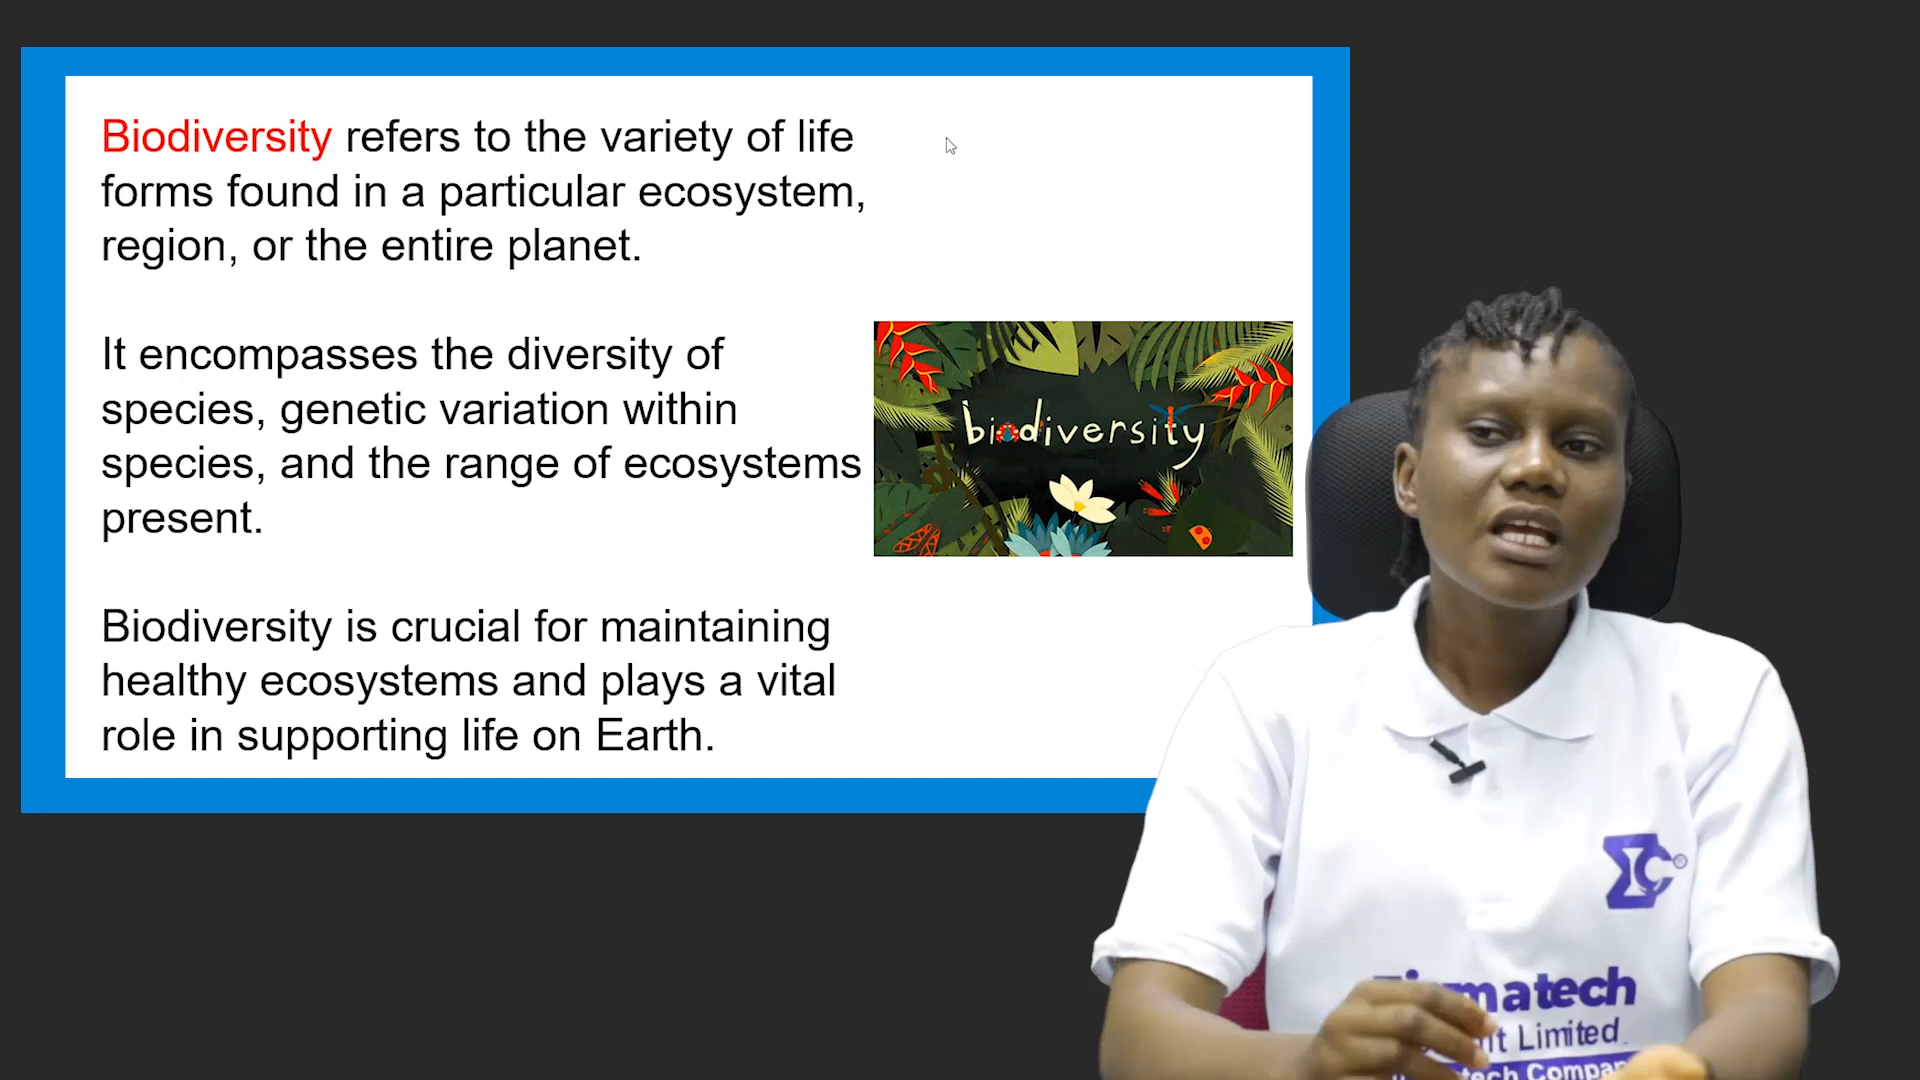 Biodiversity refers to the variety of life
forms found in a particular ecosystem,
region, or the entire planet.
It encompasses the diversity of
species, genetic variation within
species, and the range of ecosystems
present.
Biodiversity is crucial for maintaining
healthy ecosystems and plays a vital
role in supporting life on Earth.
biodiversity
Limited